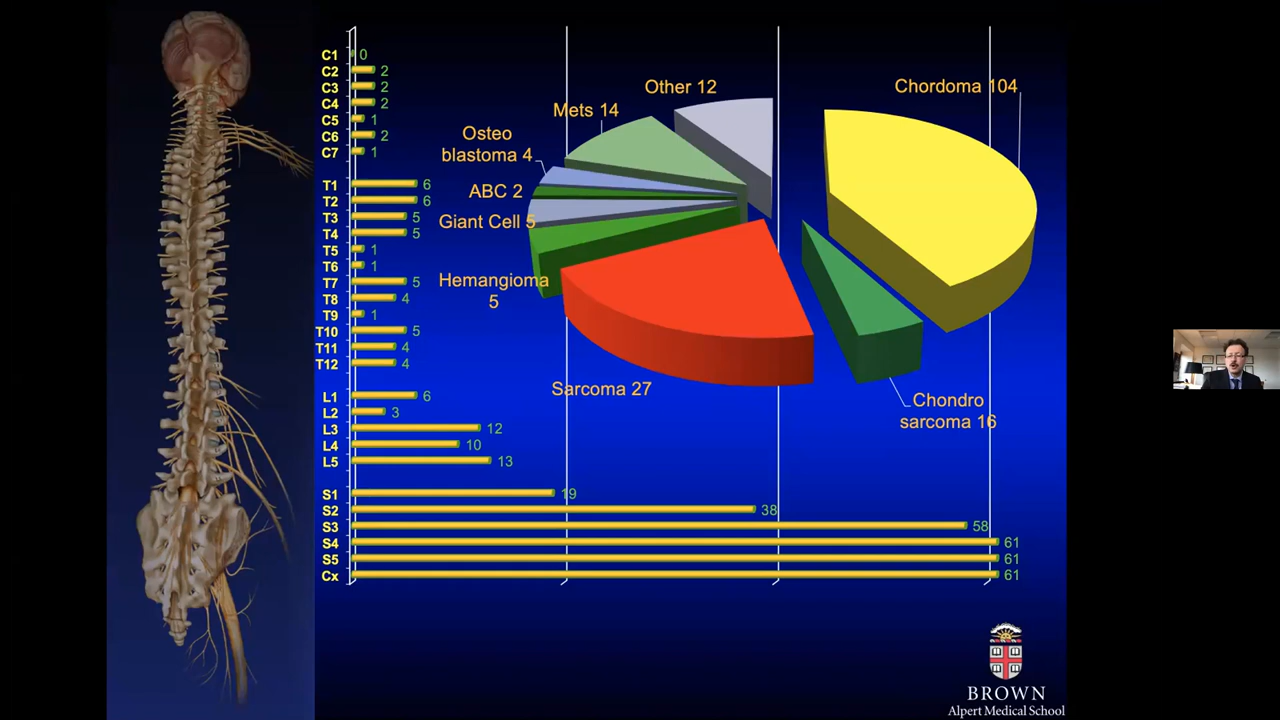 C1 0
C2 2
C3 2
C4 2
C5 1
C6 2
C7 1
T1 6
T2 6
T3 5
T4 5
T5 1
T6 1
T7 5
T8 4
T9 1
T10 5
T11 4
T12 4
L1 6
L2 3
L3 12
L4 10
L5 13
S1 19
S2 38
S3 58
S4 61
S5 61
Cx 61
Other 12
Mets 14
Osteo
blastoma 4
ABC 2
Giant Cell 5
Hemangioma
5
Sarcoma 27
Chordoma 104
Chondro
sarcoma 16
BROWN
Alpert Medical School